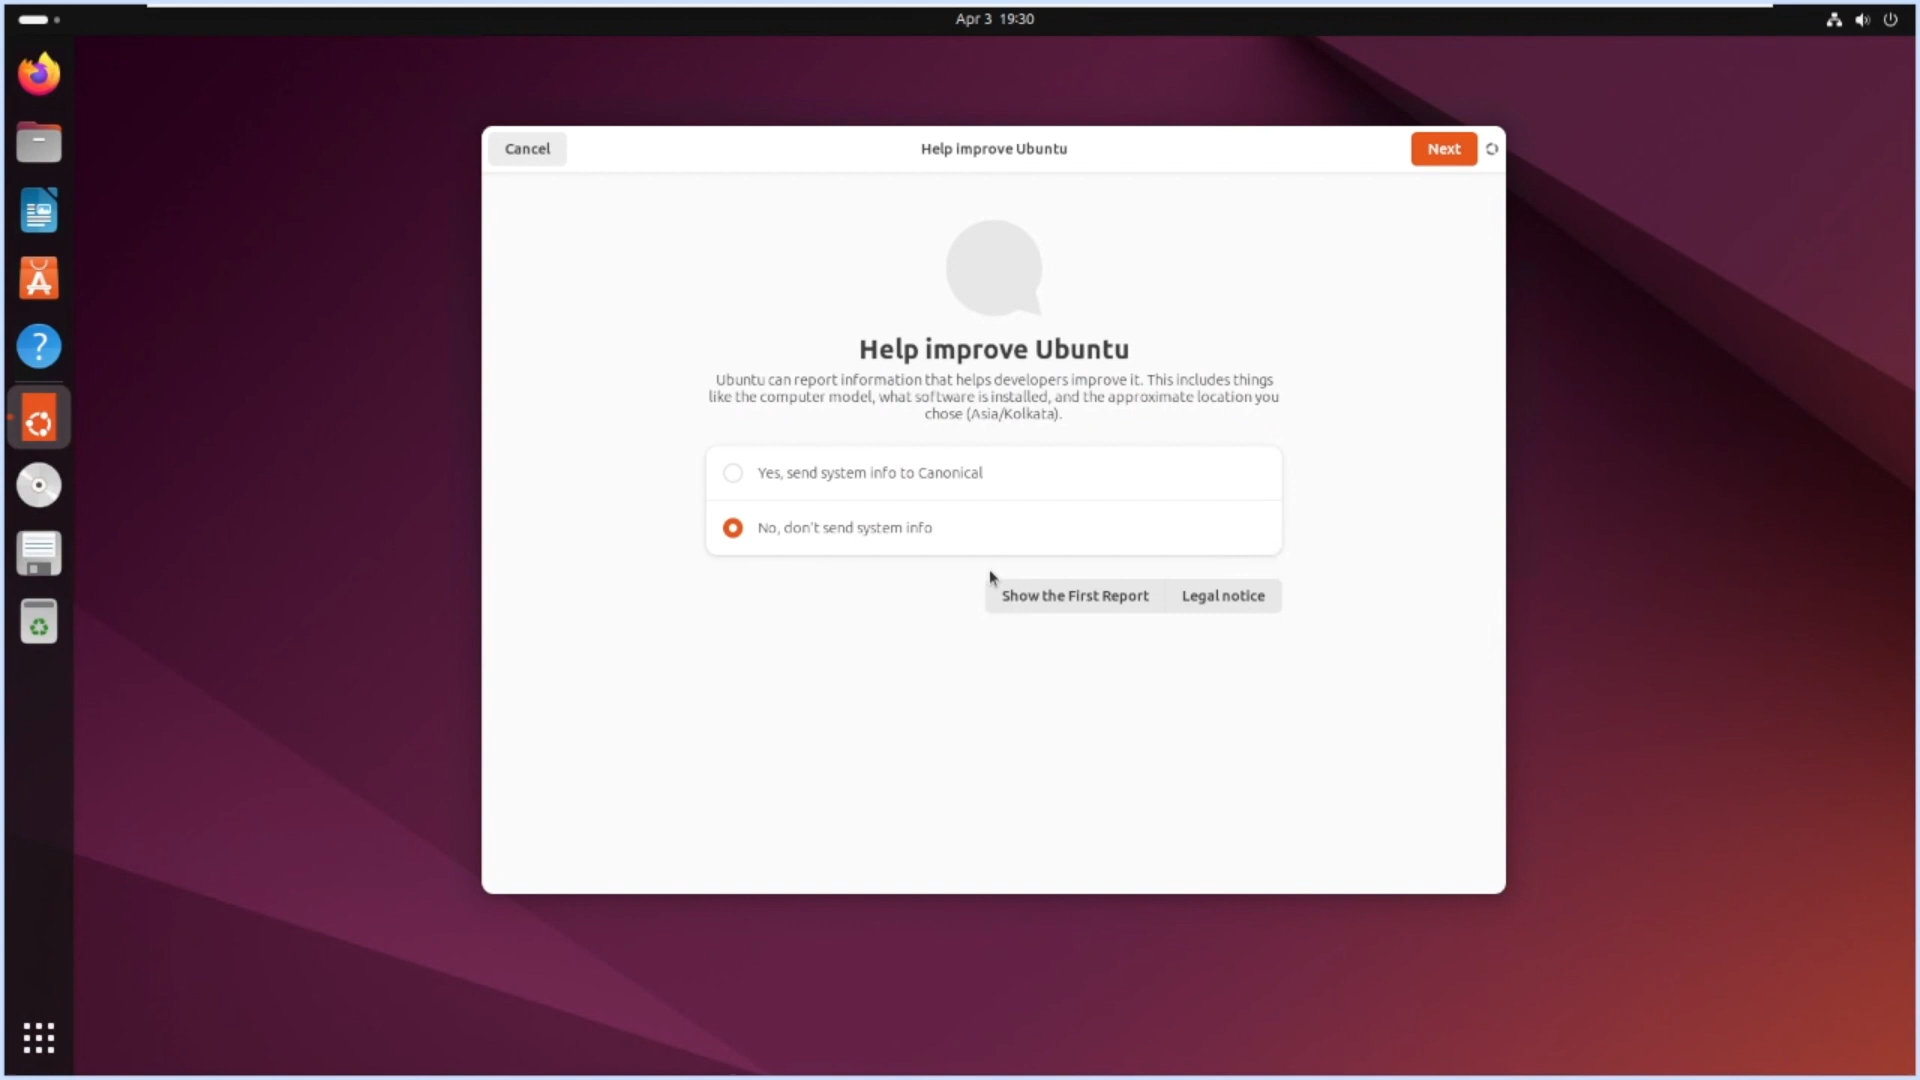 Apr 3 19:30
Cancel
Help improve Ubuntu
Next
Help improve Ubuntu
Ubuntu can report information that helps developers improve it. This includes things
like the computer model, what software is installed, and the approximate location you
chose (Asia/Kolkata).
Yes, send system info to Canonical
No, don't send system info
Show the First Report
Legal notice